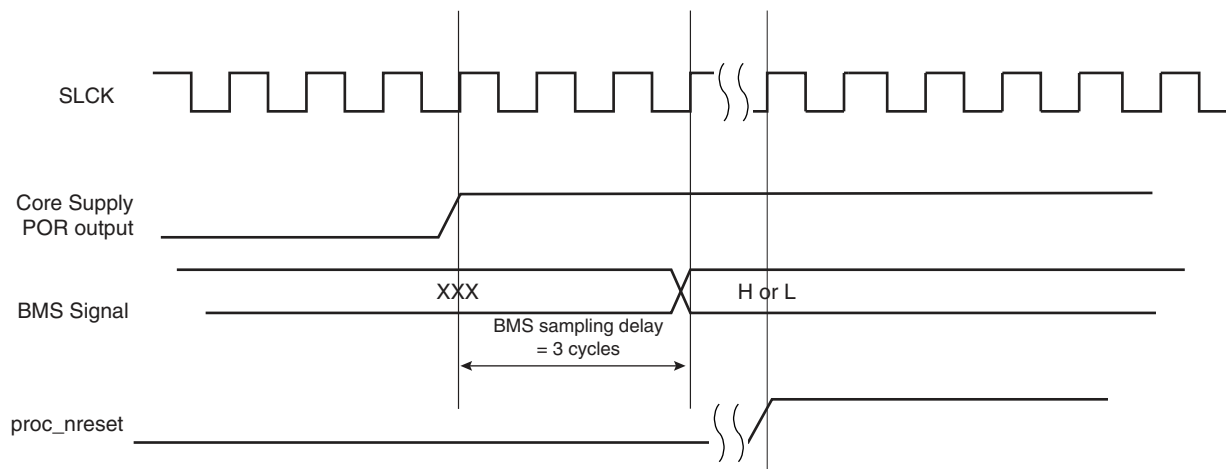 SLCK
Core Supply
POR output
BMS Signal
XXX
H or L
BMS sampling delay
= 3 cycles
proc_nreset